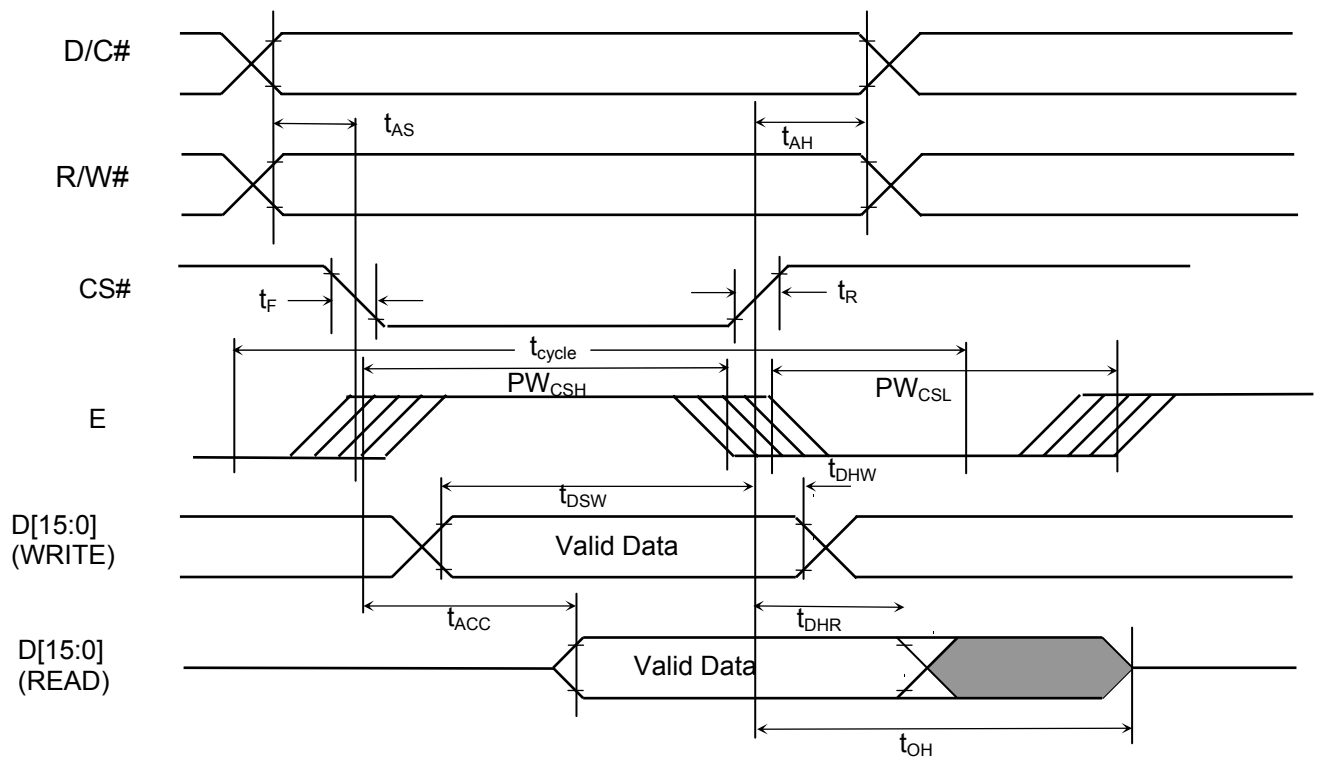 D/C#
tAS
tAH
R/W#
CS#
tF
tR
tcycle
PWCSH
PWCSL
E
tDHW
tDSW
D[15:0]
(WRITE)
Valid Data
tACC
tDHR
D[15:0]
(READ)
Valid Data
tOH